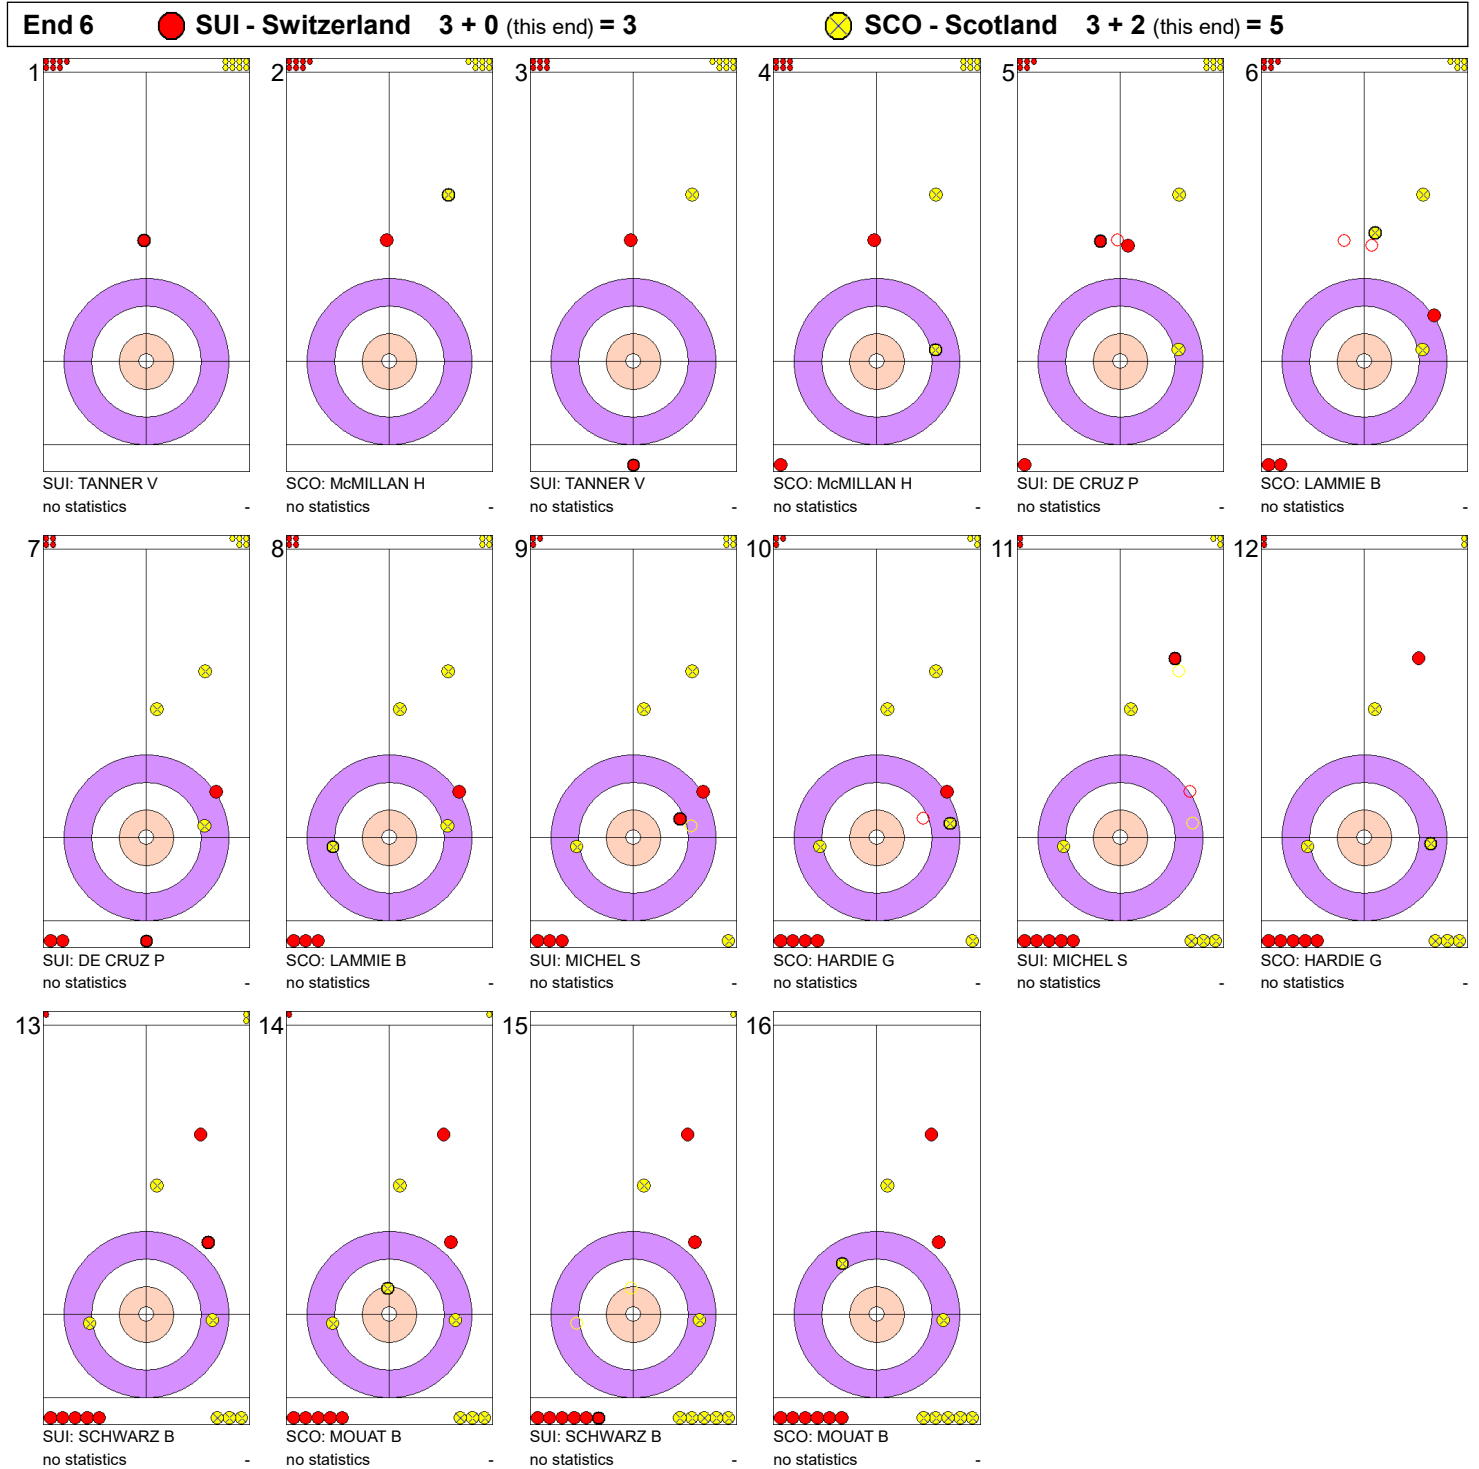 End 6 SUI - Switzerland 3 + 0 (this end) = 3 SCO - Scotland 3 + 2 (this end) = 5
1 2 3 4 5 6
SUI: TANNER V SCO: McMILLAN H SUI: TANNER V SCO: McMILLAN H SUI: DE CRUZ P SCO: LAMMIE B
no statistics - no statistics - no statistics - no statistics - no statistics - no statistics -
7 8 9 10 11 12
SUI: DE CRUZ P SCO: LAMMIE B SUI: MICHEL S SCO: HARDIE G SUI: MICHEL S SCO: HARDIE G
no statistics - no statistics - no statistics - no statistics - no statistics - no statistics -
13 14 15 16
SUI: SCHWARZ B SCO: MOUAT B SUI: SCHWARZ B SCO: MOUAT B
no statistics - no statistics - no statistics - no statistics -